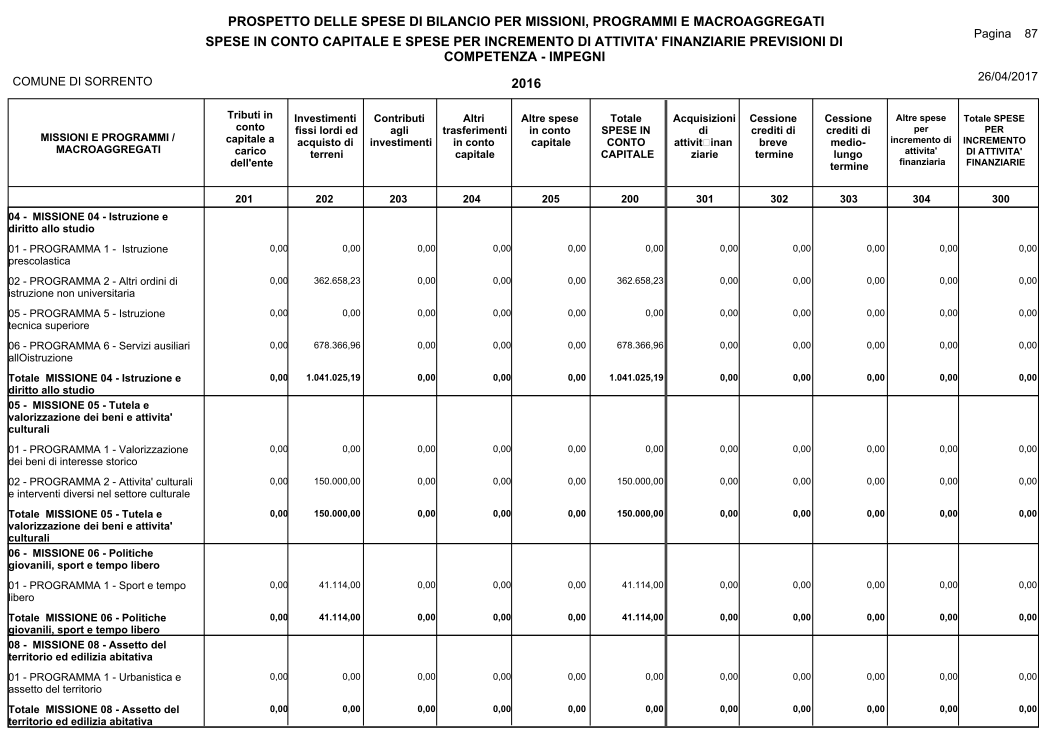 PROSPETTO DELLE SPESE DI BILANCIO PER MISSIONI, PROGRAMMI E MACROAGGREGATI
SPESE IN CONTO CAPITALE E SPESE PER INCREMENTO DI ATTIVITA' FINANZIARIE PREVISIONI DI
COMPETENZA - IMPEGNI
Pagina 87
COMUNE DI SORRENTO
2016
26/04/2017
MISSIONI E PROGRAMMI /
MACROAGGREGATI
Tributi in
conto
capitale a
carico
dell'ente
Investimenti
fissi lordi ed
acquisto di
terreni
Contributi
agli
investimenti
Altri
trasferimenti
in conto
capitale
Altre spese
in conto
capitale
Totale
SPESE IN
CONTO
CAPITALE
Acquisizioni
di
attivit□inan
ziarie
Cessione
crediti di
breve
termine
Cessione
crediti di
medio-
lungo
termine
Altre spese
per
incremento di
attivita'
finanziaria
Totale SPESE
PER
INCREMENTO
DI ATTIVITA'
FINANZIARIE
201 202 203 204 205 200 301 302 303 304 300
04 - MISSIONE 04 - Istruzione e
diritto allo studio
01 - PROGRAMMA 1 - Istruzione
prescolastica
0,00 0,00 0,00 0,00 0,00 0,00 0,00 0,00 0,00 0,00 0,00
02 - PROGRAMMA 2 - Altri ordini di
istruzione non universitaria
0,00 362.658,23 0,00 0,00 0,00 362.658,23 0,00 0,00 0,00 0,00 0,00
05 - PROGRAMMA 5 - Istruzione
tecnica superiore
0,00 0,00 0,00 0,00 0,00 0,00 0,00 0,00 0,00 0,00 0,00
06 - PROGRAMMA 6 - Servizi ausiliari
allOistruzione
0,00 678.366,96 0,00 0,00 0,00 678.366,96 0,00 0,00 0,00 0,00 0,00
Totale MISSIONE 04 - Istruzione e
diritto allo studio
0,00 1.041.025,19 0,00 0,00 0,00 1.041.025,19 0,00 0,00 0,00 0,00 0,00
05 - MISSIONE 05 - Tutela e
valorizzazione dei beni e attivita'
culturali
01 - PROGRAMMA 1 - Valorizzazione
dei beni di interesse storico
0,00 0,00 0,00 0,00 0,00 0,00 0,00 0,00 0,00 0,00 0,00
02 - PROGRAMMA 2 - Attivita' culturali
e interventi diversi nel settore culturale
0,00 150.000,00 0,00 0,00 0,00 150.000,00 0,00 0,00 0,00 0,00 0,00
Totale MISSIONE 05 - Tutela e
valorizzazione dei beni e attivita'
culturali
0,00 150.000,00 0,00 0,00 0,00 150.000,00 0,00 0,00 0,00 0,00 0,00
06 - MISSIONE 06 - Politiche
giovanili, sport e tempo libero
01 - PROGRAMMA 1 - Sport e tempo
libero
0,00 41.114,00 0,00 0,00 0,00 41.114,00 0,00 0,00 0,00 0,00 0,00
Totale MISSIONE 06 - Politiche
giovanili, sport e tempo libero
0,00 41.114,00 0,00 0,00 0,00 41.114,00 0,00 0,00 0,00 0,00 0,00
08 - MISSIONE 08 - Assetto del
territorio ed edilizia abitativa
01 - PROGRAMMA 1 - Urbanistica e
assetto del territorio
0,00 0,00 0,00 0,00 0,00 0,00 0,00 0,00 0,00 0,00 0,00
Totale MISSIONE 08 - Assetto del
territorio ed edilizia abitativa
0,00 0,00 0,00 0,00 0,00 0,00 0,00 0,00 0,00 0,00 0,00